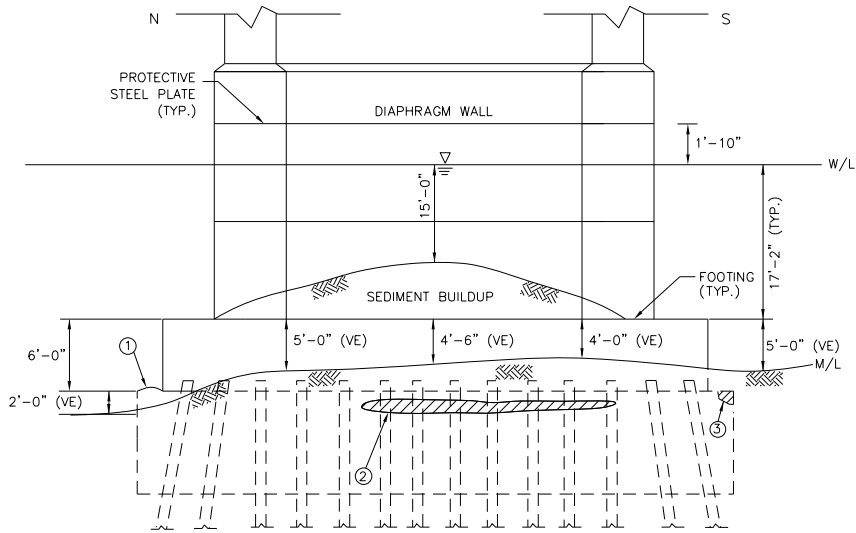 N
S
PROTECTIVE
STEEL PLATE
(TYP.)
DIAPHRAGM WALL
1'-10"
W/L
15'-0"
17'-2" (TYP.)
FOOTING
(TYP.)
SEDIMENT BUILDUP
6'-0"
1
5'-0" (VE)
4'-6" (VE)
4'-0" (VE)
5'-0" (VE)
M/L
2'-0" (VE)
2
3